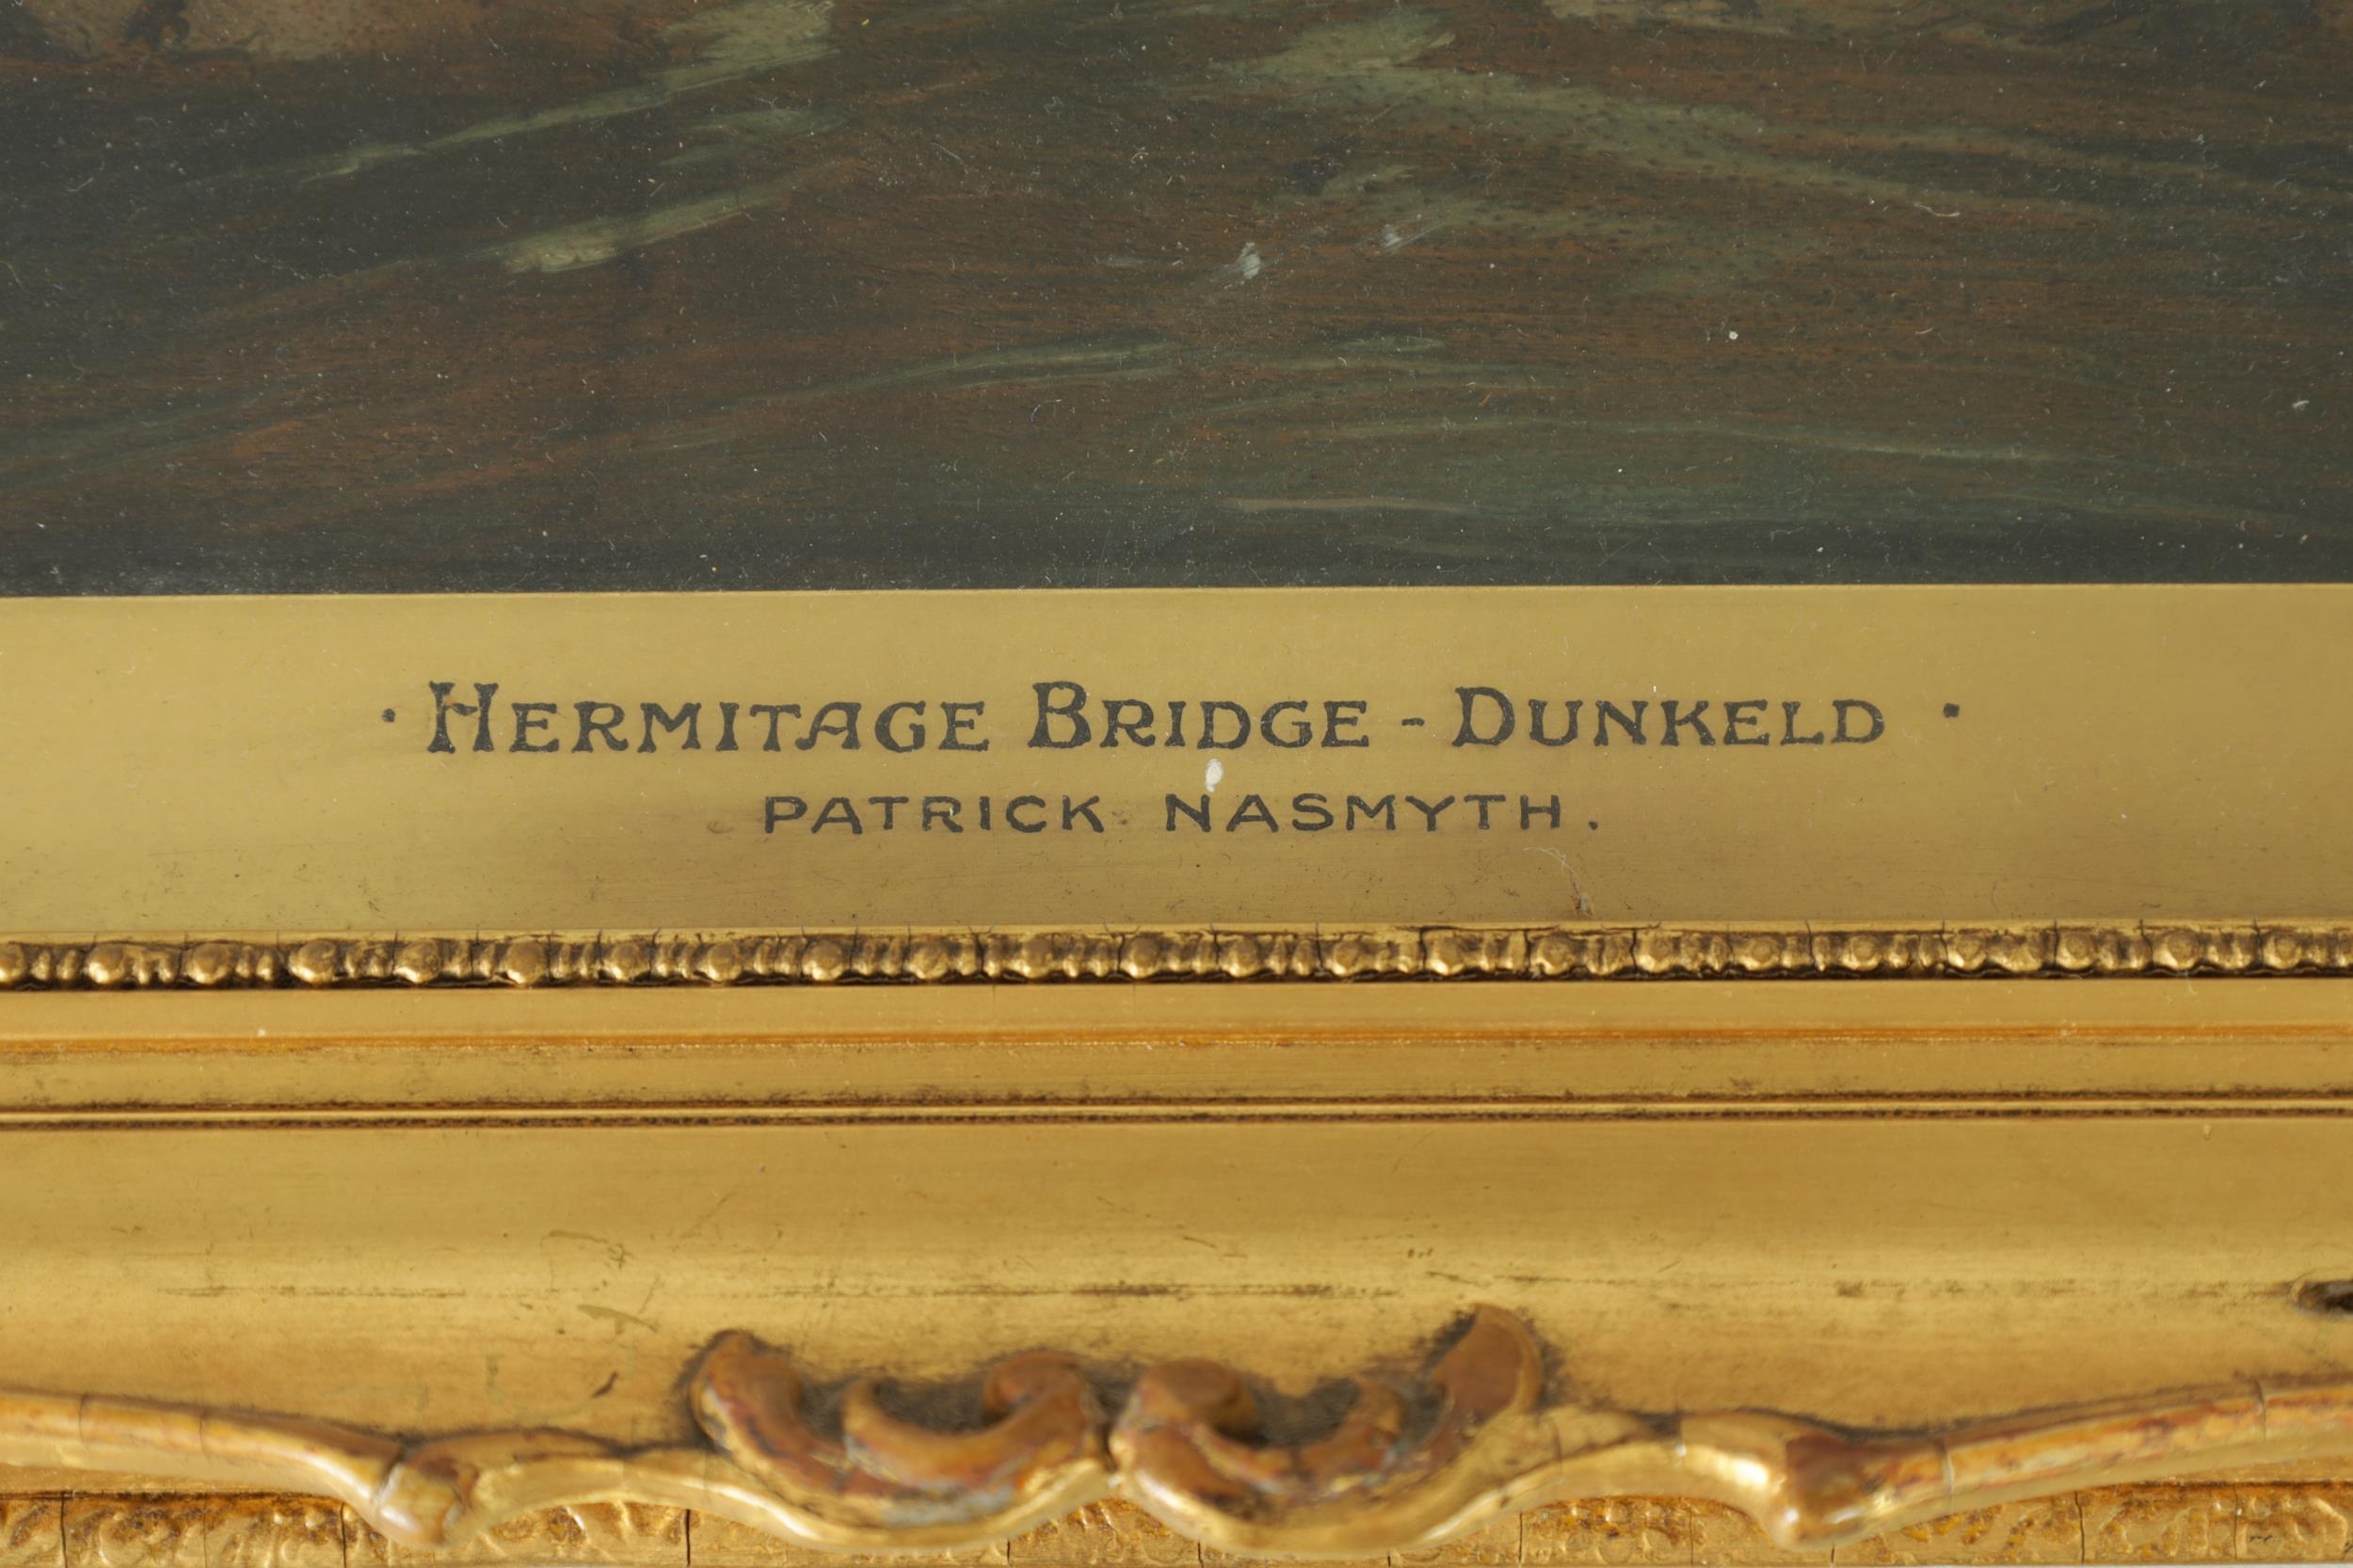 · HERMITAGE BRIDGE - DUNKELD ·
PATRICK NASMYTH.